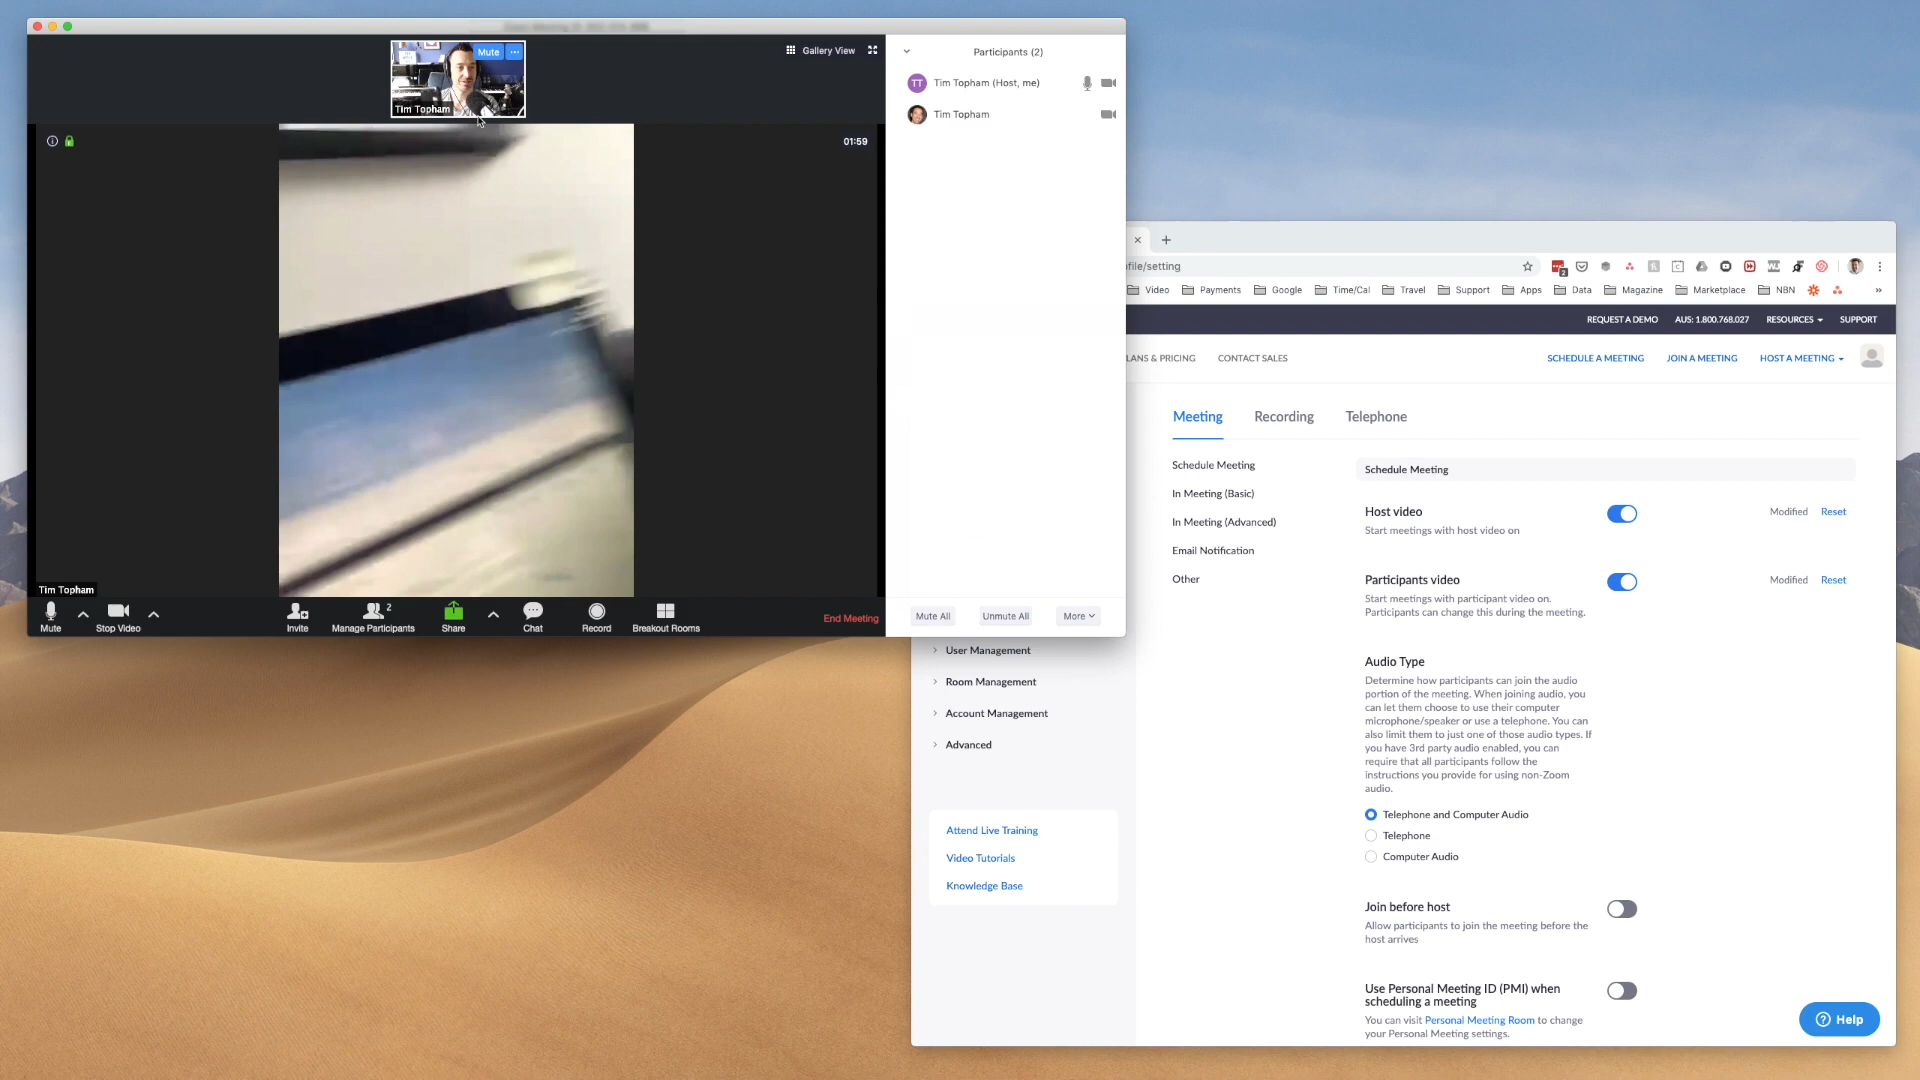 Mute
Tim Topham
Gallery View
01:59
Tim Topham
Mute
Stop Video
Invite
Manage Participants
2
Share
Chat
Record
Breakout Rooms
End Meeting
Participants (2)
TT
Tim Topham (Host, me)
Tim Topham
Mute All
Unmute All
More
ofile/setting
2
Video
Payments
Google
Time/Cal
Travel
Support
Apps
Data
Magazine
Marketplace
NBN
REQUEST A DEMO
AUS: 1.800.768.027
RESOURCES
SUPPORT
LANS & PRICING
CONTACT SALES
SCHEDULE A MEETING
JOIN A MEETING
HOST A MEETING
User Management
Room Management
Account Management
Advanced
Attend Live Training
Video Tutorials
Knowledge Base
Meeting
Recording
Telephone
Schedule Meeting
In Meeting (Basic)
In Meeting (Advanced)
Email Notification
Other
Schedule Meeting
Host video
Start meetings with host video on
Modified
Reset
Participants video
Start meetings with participant video on.
Participants can change this during the meeting.
Modified
Reset
Audio Type
Determine how participants can join the audio
portion of the meeting. When joining audio, you
can let them choose to use their computer
microphone/speaker or use a telephone. You can
also limit them to just one of those audio types. If
you have 3rd party audio enabled, you can
require that all participants follow the
instructions you provide for using non-Zoom
audio.
Telephone and Computer Audio
Telephone
Computer Audio
Join before host
Allow participants to join the meeting before the
host arrives
Use Personal Meeting ID (PMI) when
scheduling a meeting
You can visit Personal Meeting Room to change
your Personal Meeting settings.
Help